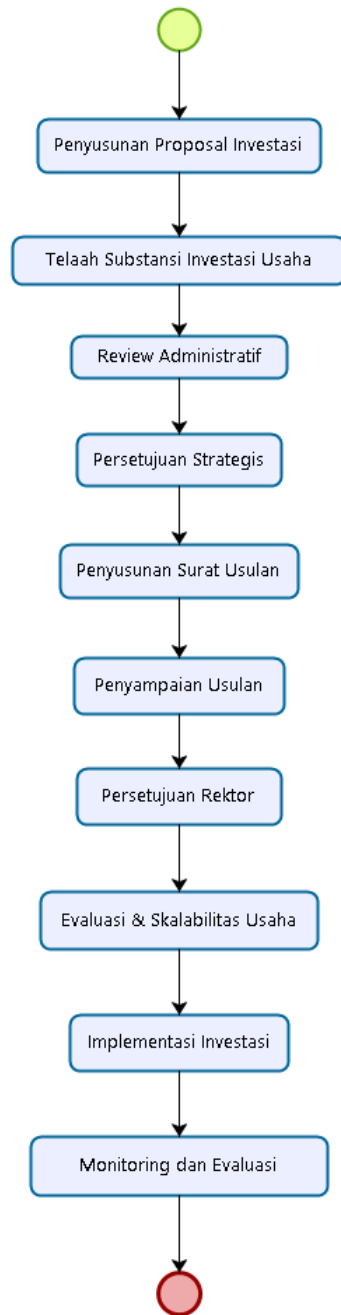 Penyusunan Proposal Investasi
Telaah Substansi Investasi Usaha
Review Administratif
Persetujuan Strategis
Penyusunan Surat Usulan
Penyampaian Usulan
Persetujuan Rektor
Evaluasi & Skalabilitas Usaha
Implementasi Investasi
Monitoring dan Evaluasi